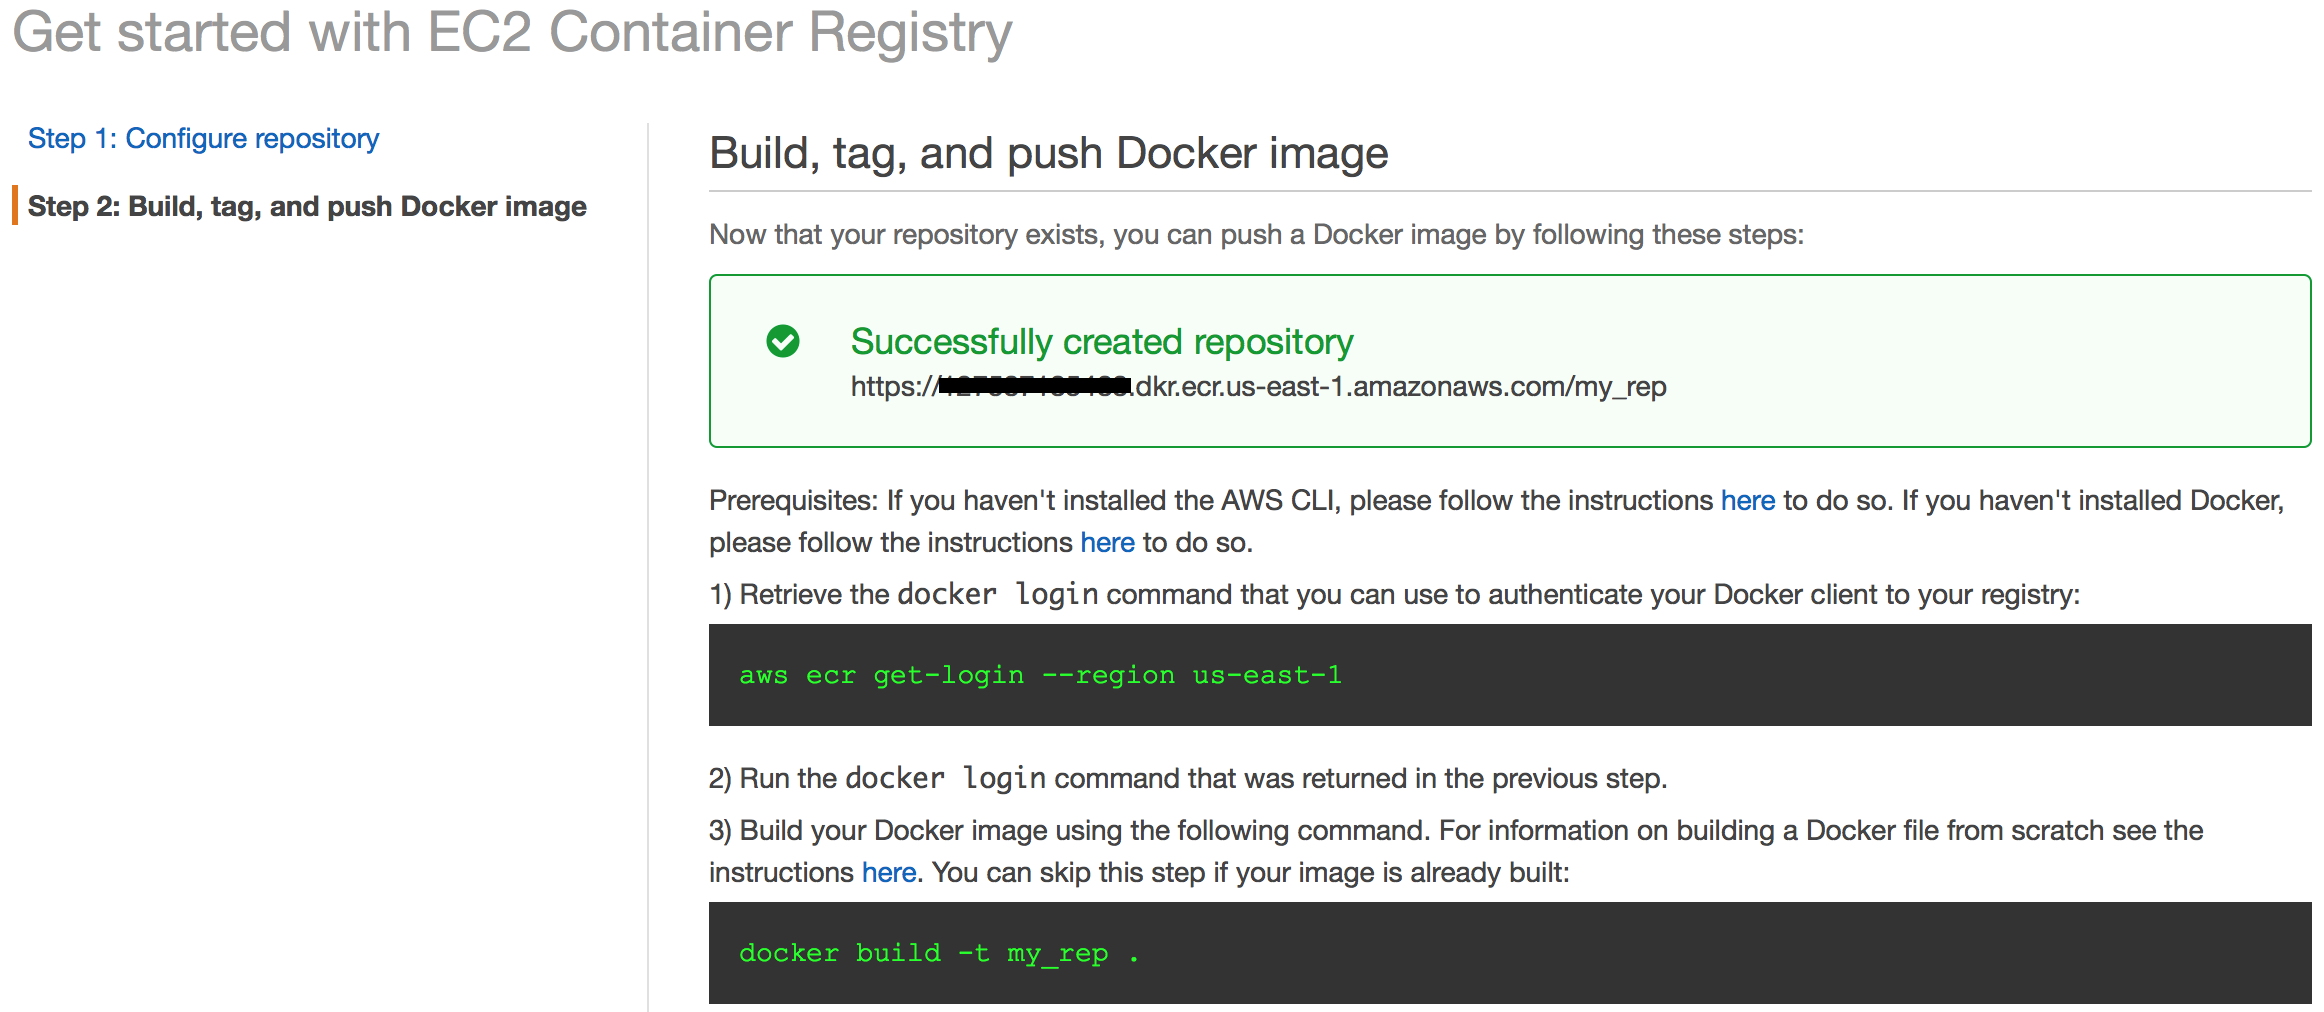 Get started with EC2 Container Registry
Step 1: Configure repository
Step 2: Build, tag, and push Docker image
Build, tag, and push Docker image
Now that your repository exists, you can push a Docker image by following these steps:
Successfully created repository
https://.dkr.ecr.us-east-1.amazonaws.com/my_rep
Prerequisites: If you haven't installed the AWS CLI, please follow the instructions here to do so. If you haven't installed Docker,
please follow the instructions here to do so.
1) Retrieve the docker login command that you can use to authenticate your Docker client to your registry:
aws ecr get-login --region us-east-1
2) Run the docker login command that was returned in the previous step.
3) Build your Docker image using the following command. For information on building a Docker file from scratch see the
instructions here. You can skip this step if your image is already built:
docker build -t my_rep .